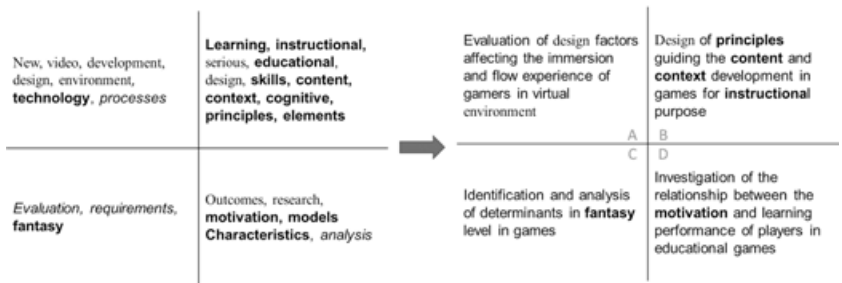 New, video, development,
design, environment,
technology, processes
Learning, instructional,
serious, educational,
design, skills, content,
context, cognitive,
principles, elements
Evaluation, requirements,
fantasy
Outcomes, research,
motivation, models
Characteristics, analysis
Evaluation of design factors
affecting the immersion
and flow experience of
gamers in virtual
environment
A
Design of principles
guiding the content and
context development in
games for instructional
purpose
B
C
Identification and analysis
of determinants in fantasy
level in games
D
Investigation of the
relationship between the
motivation and learning
performance of players in
educational games